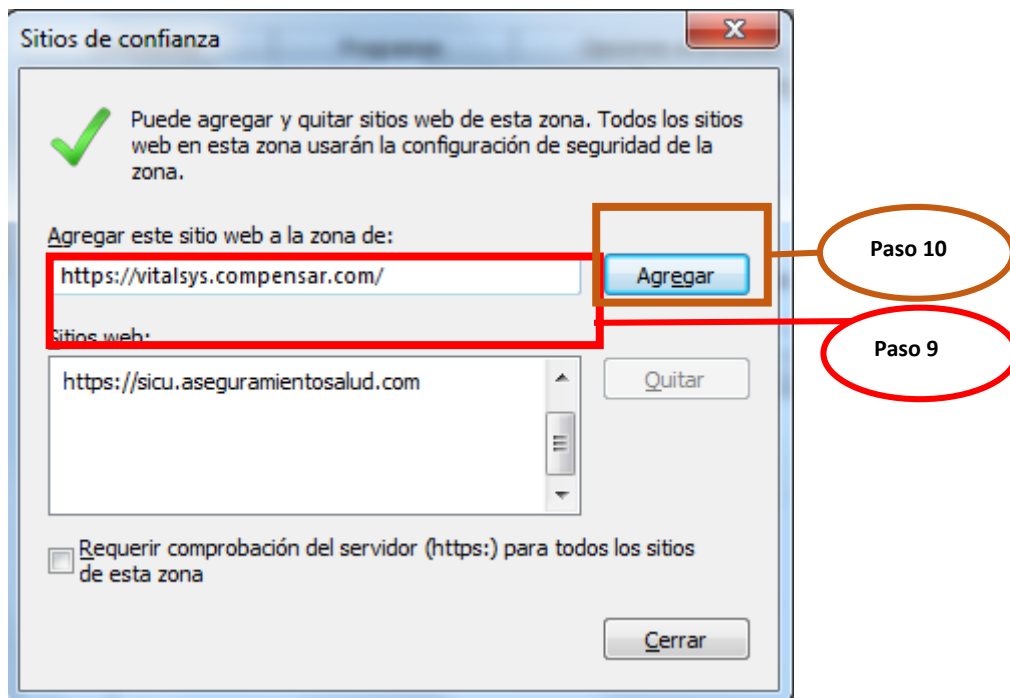 Sitios de confianza
Programas
Puede agregar y quitar sitios web de esta zona. Todos los sitios
web en esta zona usarán la configuración de seguridad de la
zona.
Agregar este sitio web a la zona de:
https://vitalsys.compensar.com/
Agregar
Paso 10
Sitios web:
Paso 9
https://sicu.aseguramientosalud.com
Quitar
Requerir comprobación del servidor (https:) para todos los sitios
de esta zona
Cerrar